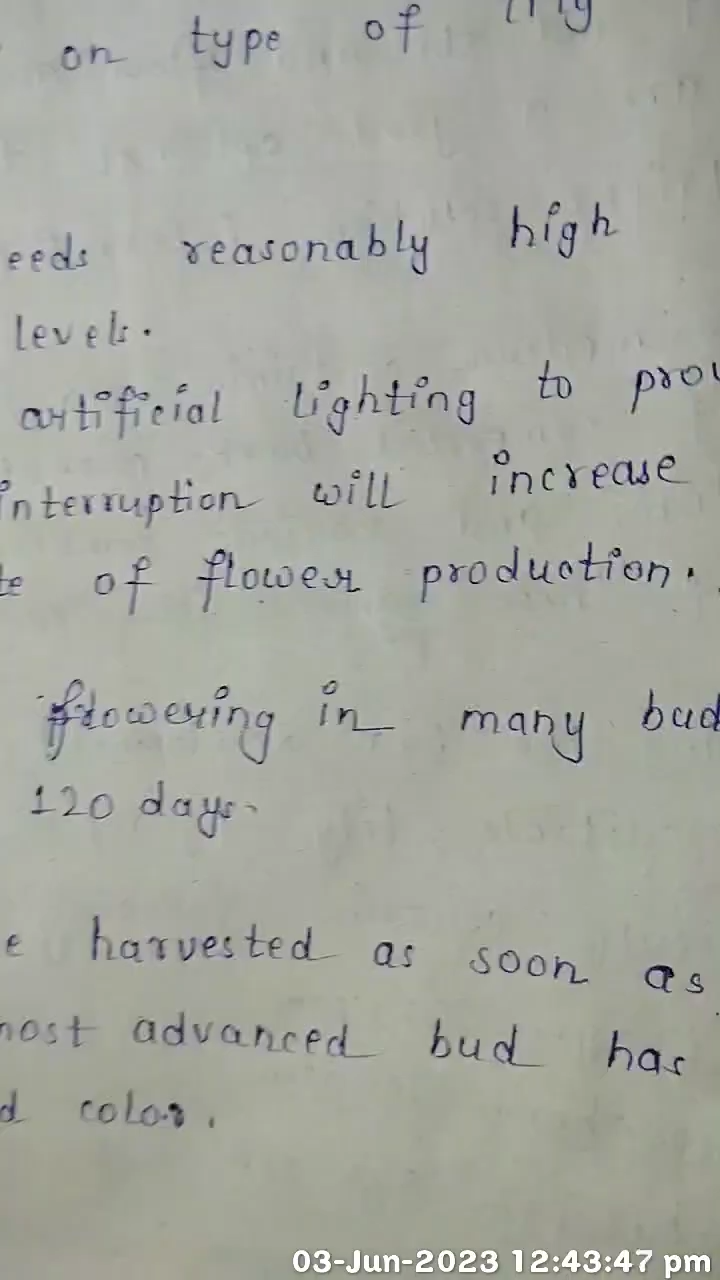 on type of
eeds reasonably high
levels.
artificial lighting to prov
interruption will increase
te of flower production.
flowering in many bud
120 days.
e harvested as soon as
most advanced bud has
d color.
03-Jun-2023 12:43:47 pm